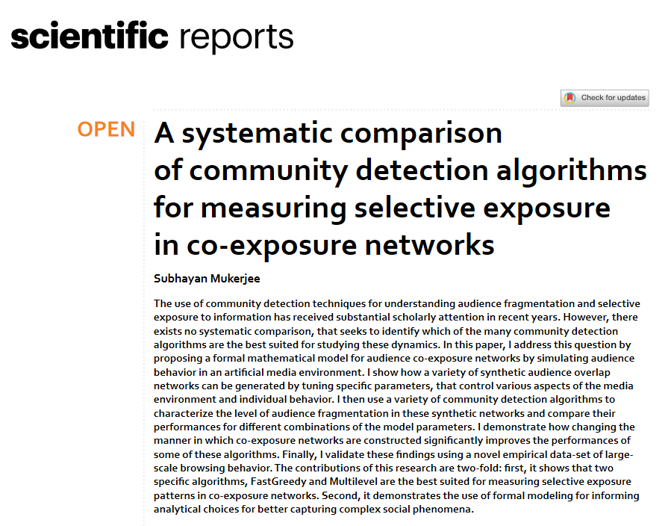 scientific reports
Check for updates
OPEN
A systematic comparison
of community detection algorithms
for measuring selective exposure
in co-exposure networks
Subhayan Mukerjee
The use of community detection techniques for understanding audience fragmentation and selective
exposure to information has received substantial scholarly attention in recent years. However, there
exists no systematic comparison, that seeks to identify which of the many community detection
algorithms are the best suited for studying these dynamics. In this paper, I address this question by
proposing a formal mathematical model for audience co-exposure networks by simulating audience
behavior in an artificial media environment. I show how a variety of synthetic audience overlap
networks can be generated by tuning specific parameters, that control various aspects of the media
environment and individual behavior. I then use a variety of community detection algorithms to
characterize the level of audience fragmentation in these synthetic networks and compare their
performances for different combinations of the model parameters. I demonstrate how changing the
manner in which co-exposure networks are constructed significantly improves the performances of
some of these algorithms. Finally, I validate these findings using a novel empirical data-set of large-
scale browsing behavior. The contributions of this research are two-fold: first, it shows that two
specific algorithms, FastGreedy and Multilevel are the best suited for measuring selective exposure
patterns in co-exposure networks. Second, it demonstrates the use of formal modeling for informing
analytical choices for better capturing complex social phenomena.